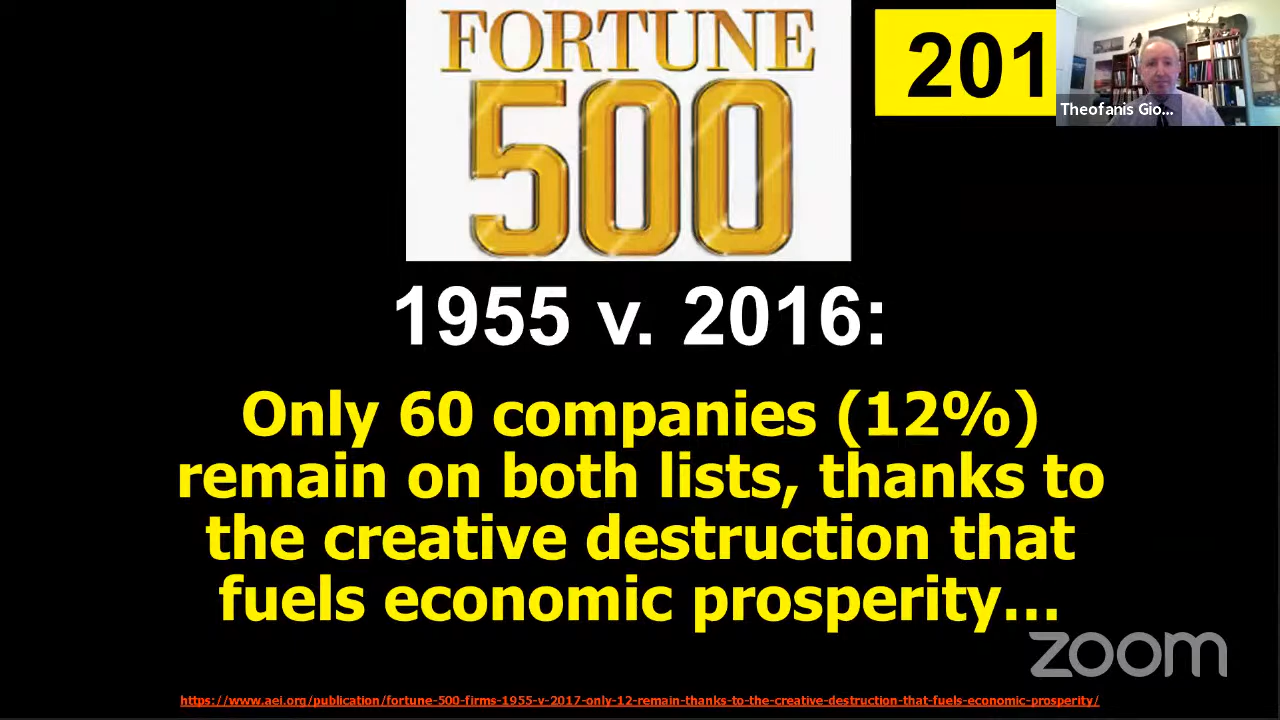 FORTUNE
500
201
Theofanis Gio...
1955 v. 2016:
Only 60 companies (12%)
remain on both lists, thanks to
the creative destruction that
fuels economic prosperity...
zoom
https://www.aei.org/publication/fortune-500-firms-1955-v-2017-only-12-remain-thanks-to-the-creative-destruction-that-fuels-economic-prosperity/